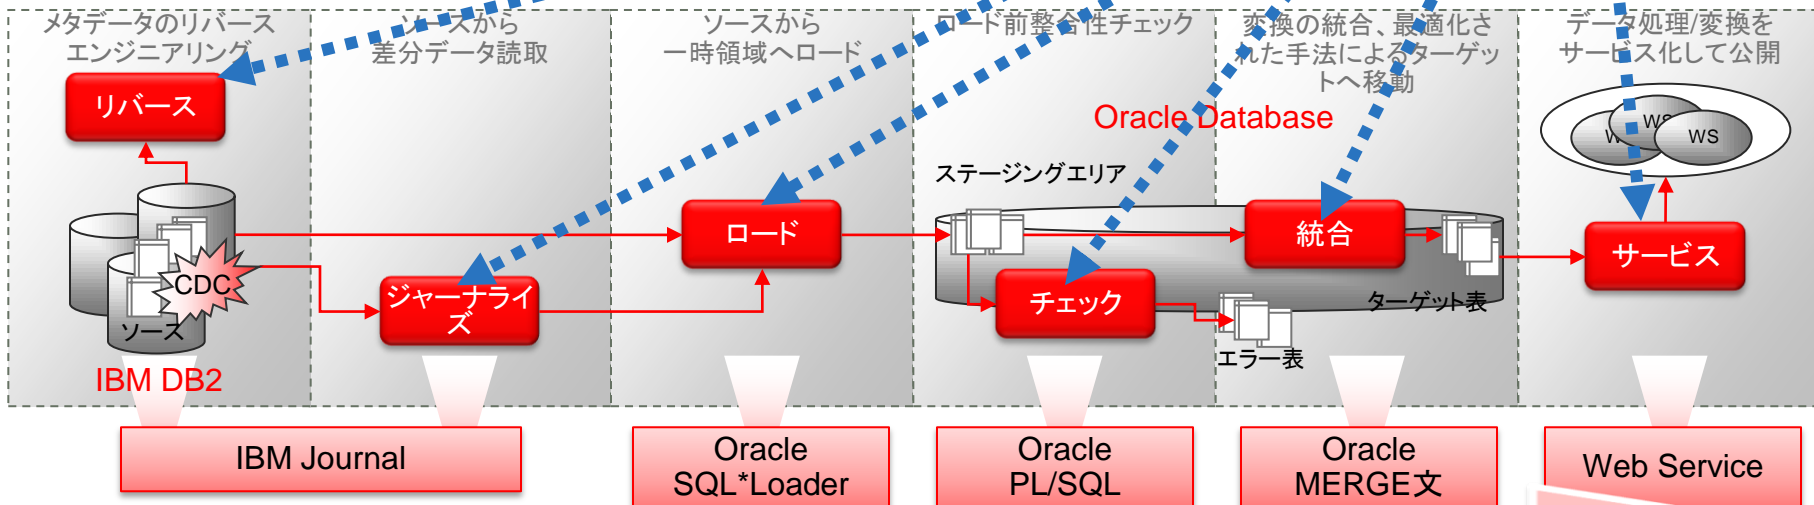 メタデータのリバース
エンジニアリング
ソースから
差分データ読取
ソースから
一時領域へロード
ロード前整合性チェック
変換の統合、最適化さ
れた手法によるターゲッ
トへ移動
データ処理/変換を
サービス化して公開
リバース
Oracle Database
WS
WS
ステージングエリア
ロード
統合
サービス
CDC
ジャーナライ
ズ
チェック
ターゲット表
ソース
エラー表
IBM DB2
IBM Journal
Oracle
SQL*Loader
Oracle
PL/SQL
Oracle
MERGE文
Web Service